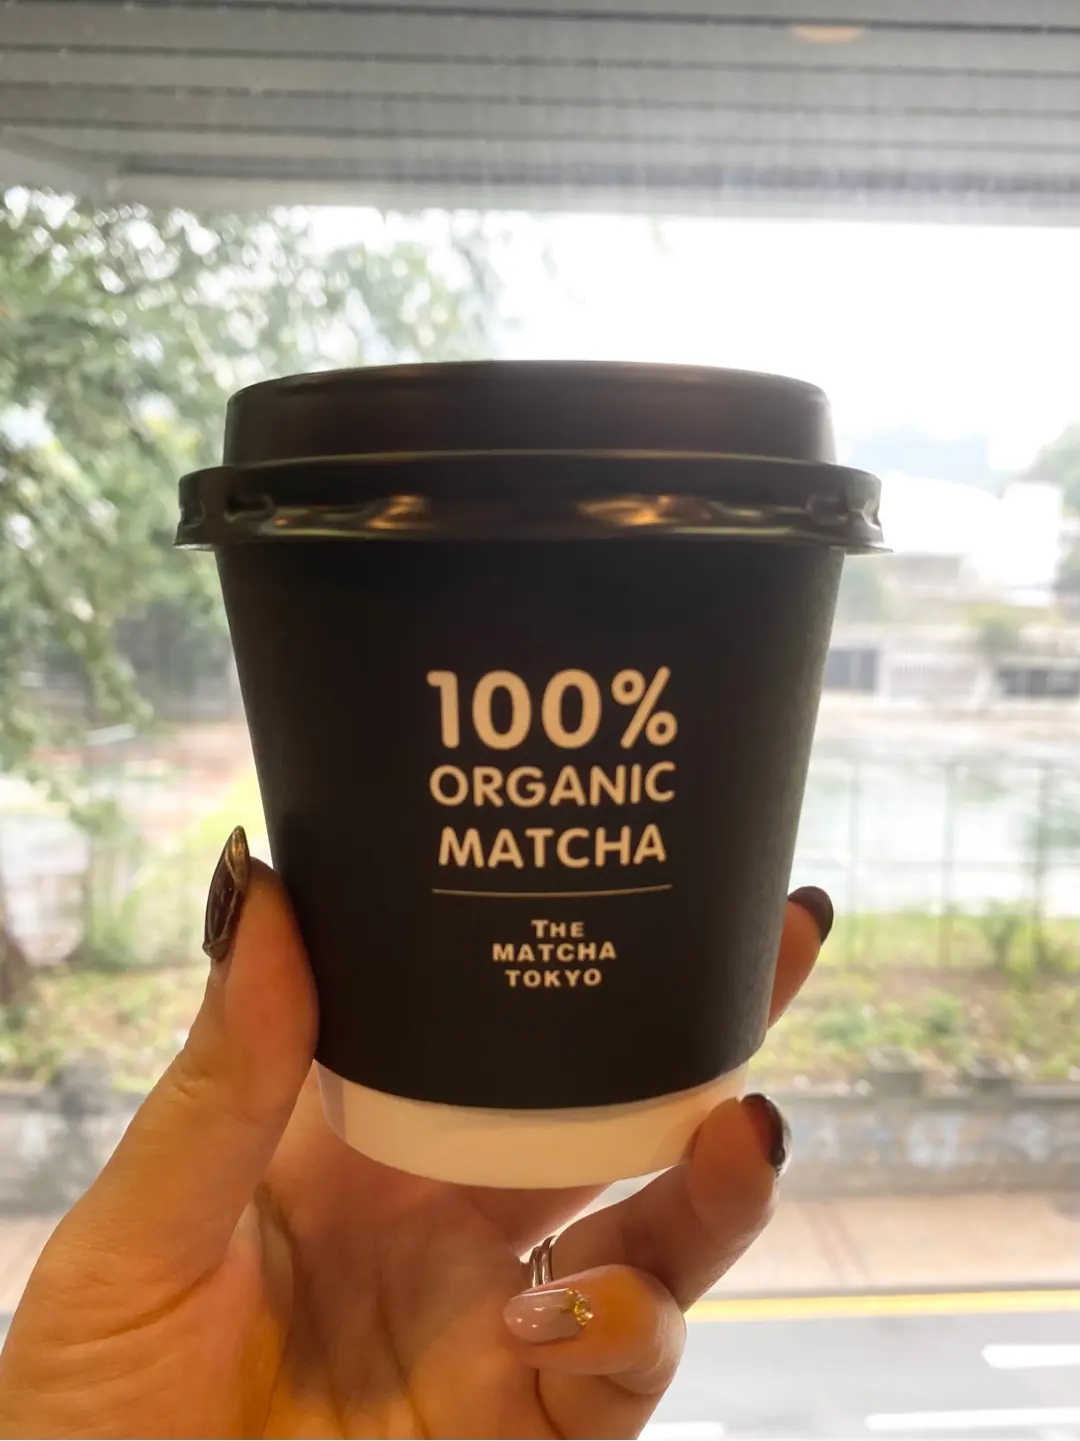 100%
ORGANIC
MATCHA
THE
MATCHA
TOKYO